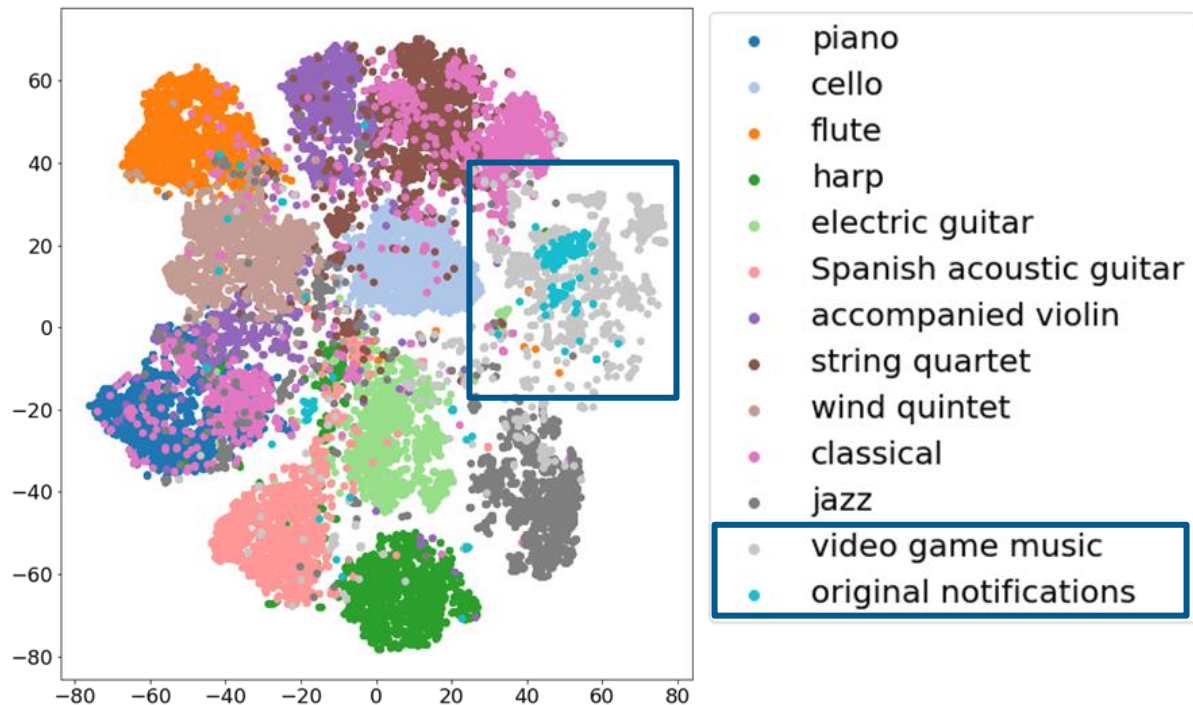 60
40
20
0
−20
−40
−60
−80
−80 −60 −40 −20 0 20 40 60 80
piano
cello
flute
harp
electric guitar
Spanish acoustic guitar
accompanied violin
string quartet
wind quintet
classical
jazz
video game music
original notifications